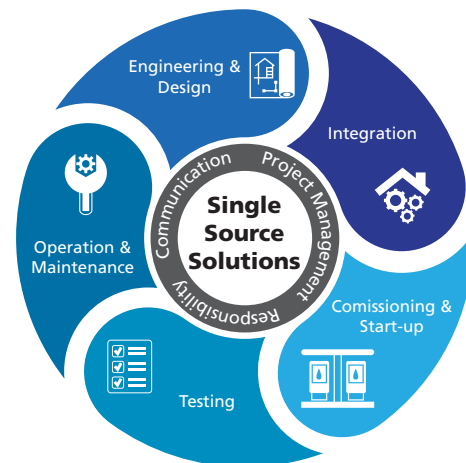 Engineering &
Design
Integration
Comissioning &
Start-up
Testing
Operation &
Maintenance
Communication
Project Management
Responsibility
Single
Source
Solutions